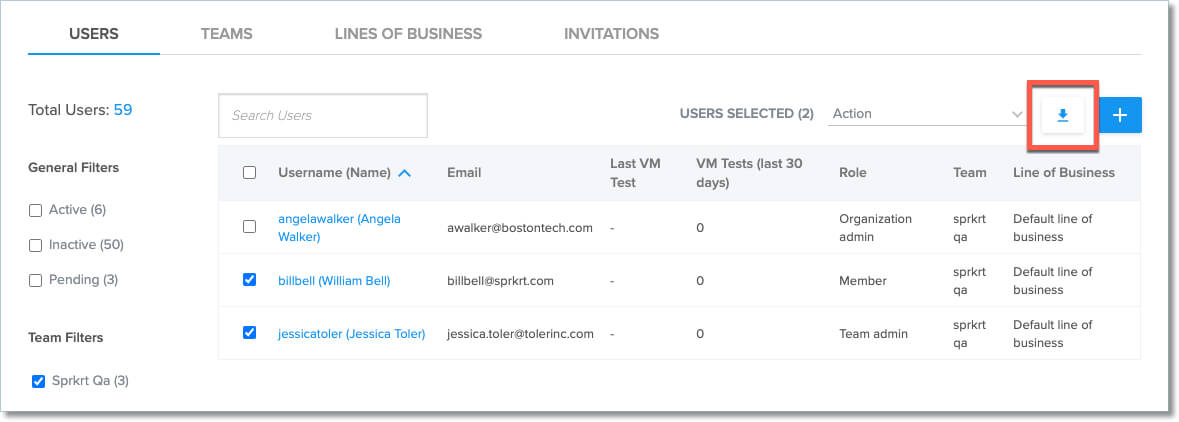 USERS TEAMS LINES OF BUSINESS INVITATIONS
Total Users: 59
Search Users
USERS SELECTED (2)
Action
General Filters
Active (6)
Inactive (50)
Pending (3)
Team Filters
Sprkrt Qa (3)
Username (Name) Email Last VM Test VM Tests (last 30 days) Role Team Line of Business
angelawalker (Angela Walker) awalker@bostontech.com - 0 Organization admin sprkrt qa Default line of business
billbell (William Bell) billbell@sprkrt.com - 0 Member sprkrt qa Default line of business
jessicatoler (Jessica Toler) jessica.toler@tolerinc.com - 0 Team admin sprkrt qa Default line of business